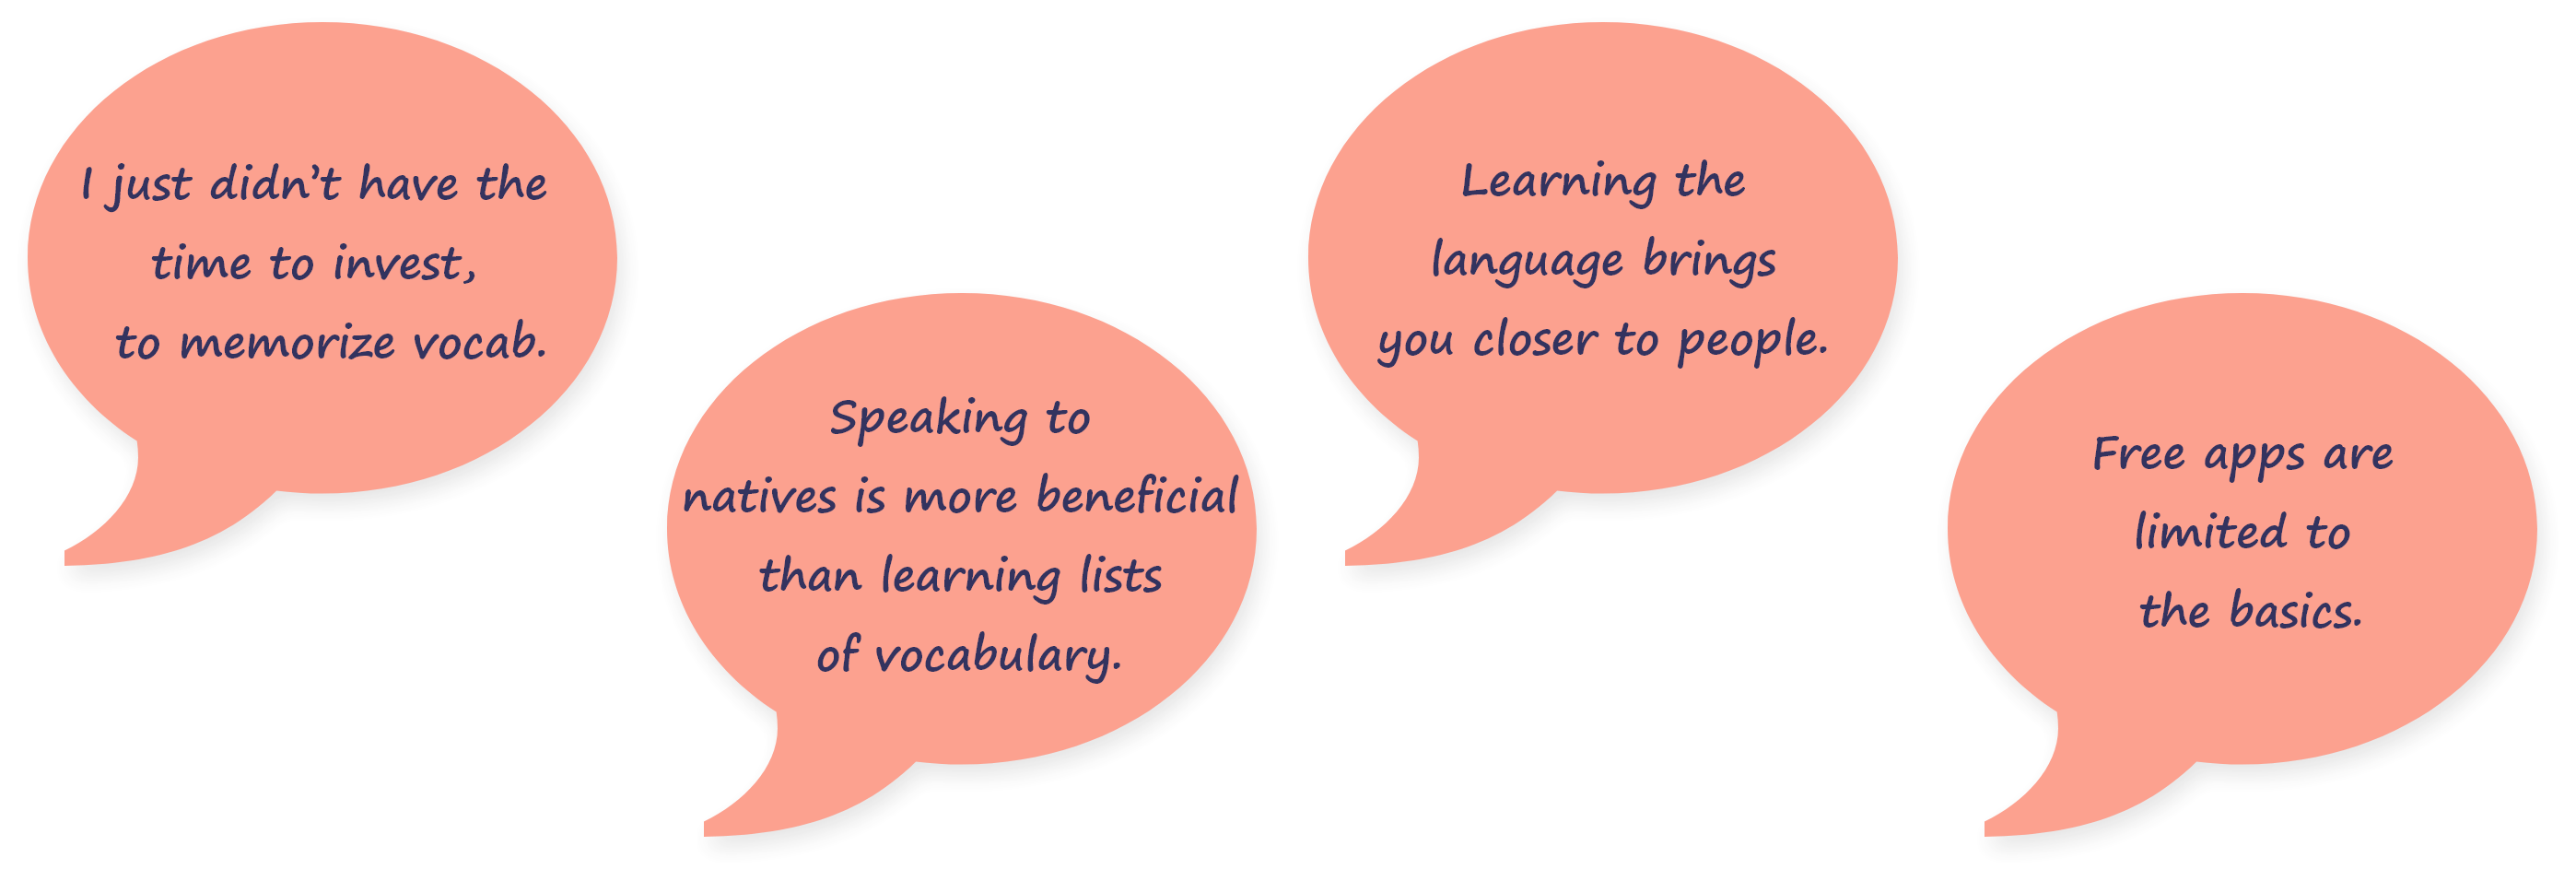 I just didn’t have the
time to invest,
to memorize vocab.
Speaking to
natives is more beneficial
than learning lists
of vocabulary.
Learning the
language brings
you closer to people.
Free apps are
limited to
the basics.